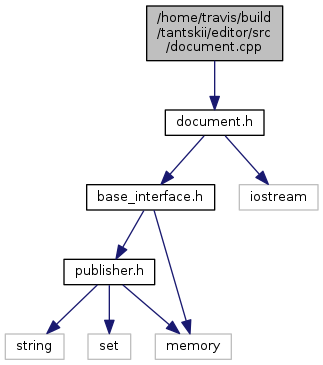 /home/travis/build
/tantskii/editor/src
/document.cpp
document.h
base_interface.h
iostream
publisher.h
string
set
memory